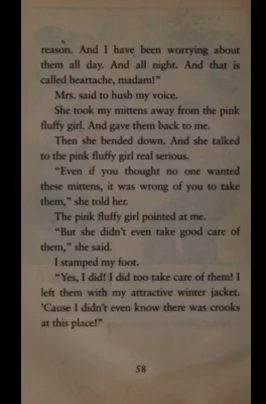 reason. And I have been worrying about
them all day. And all night. And that is
called heartache, madam!"
Mrs. said to hush my voice.
She took my mittens away from the pink
fluffy girl. And gave them back to me.
Then she bended down. And she talked
to the pink fluffy girl real serious.
"Even if you thought no one wanted
these mittens, it was wrong of you to take
them," she told her.
The pink fluffy girl pointed at me.
"But she didn't even take good care of
them," she said.
I stamped my foot.
"Yes, I did! I did too take care of them! I
left them with my attractive winter jacket.
'Cause I didn't even know there was crooks
at this place!"
58